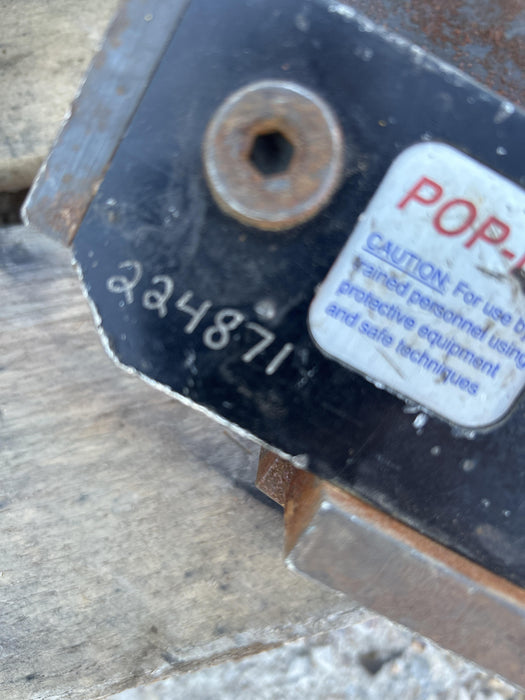 224871
POP-
CAUTION: For use by
trained personnel using
protective equipment
and safe techniques